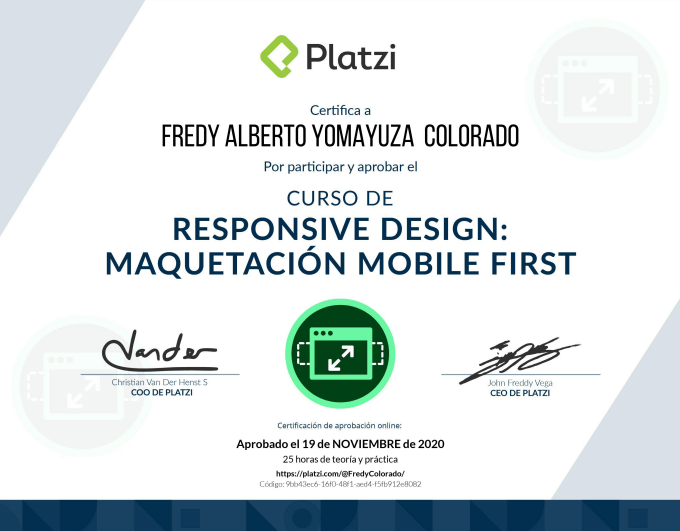 Platzi
Certifica a
FREDY ALBERTO YOMAYUZA COLORADO
Por participar y aprobar el
CURSO DE
RESPONSIVE DESIGN:
MAQUETACIÓN MOBILE FIRST
Vander
Christian Van Der Henst S
COO DE PLATZI
John Freddy Vega
CEO DE PLATZI
Certificación de aprobación online:
Aprobado el 19 de NOVIEMBRE de 2020
25 horas de teoría y práctica
https://platzi.com/@FredyColorado/
Código: 9bb43ec6-16f0-48f1-aed4-f5fb912e8082